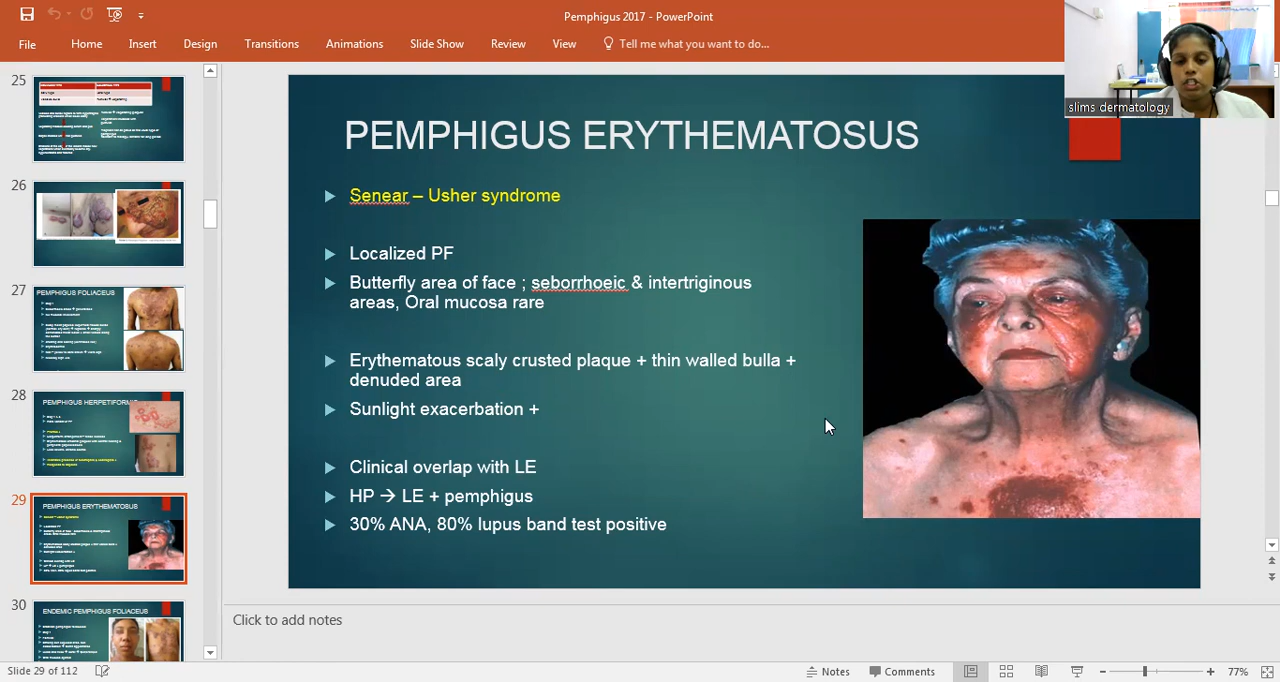 Pemphigus 2017 - PowerPoint
File
Home
Insert
Design
Transitions
Animations
Slide Show
Review
View
Tell me what you want to do...
slims dermatology
25
26
27
PEMPHIGUS FOLIACEUS
28
PEMPHIGUS HERPETIFORMIS
29
PEMPHIGUS ERYTHEMATOSUS
30
ENDEMIC PEMPHIGUS FOLIACEUS
PEMPHIGUS ERYTHEMATOSUS
Senear – Usher syndrome
Localized PF
Butterfly area of face ; seborrhoeic & intertriginous
areas, Oral mucosa rare
Erythematous scaly crusted plaque + thin walled bulla +
denuded area
Sunlight exacerbation +
Clinical overlap with LE
HP → LE + pemphigus
30% ANA, 80% lupus band test positive
Click to add notes
Slide 29 of 112
Notes
Comments
77%